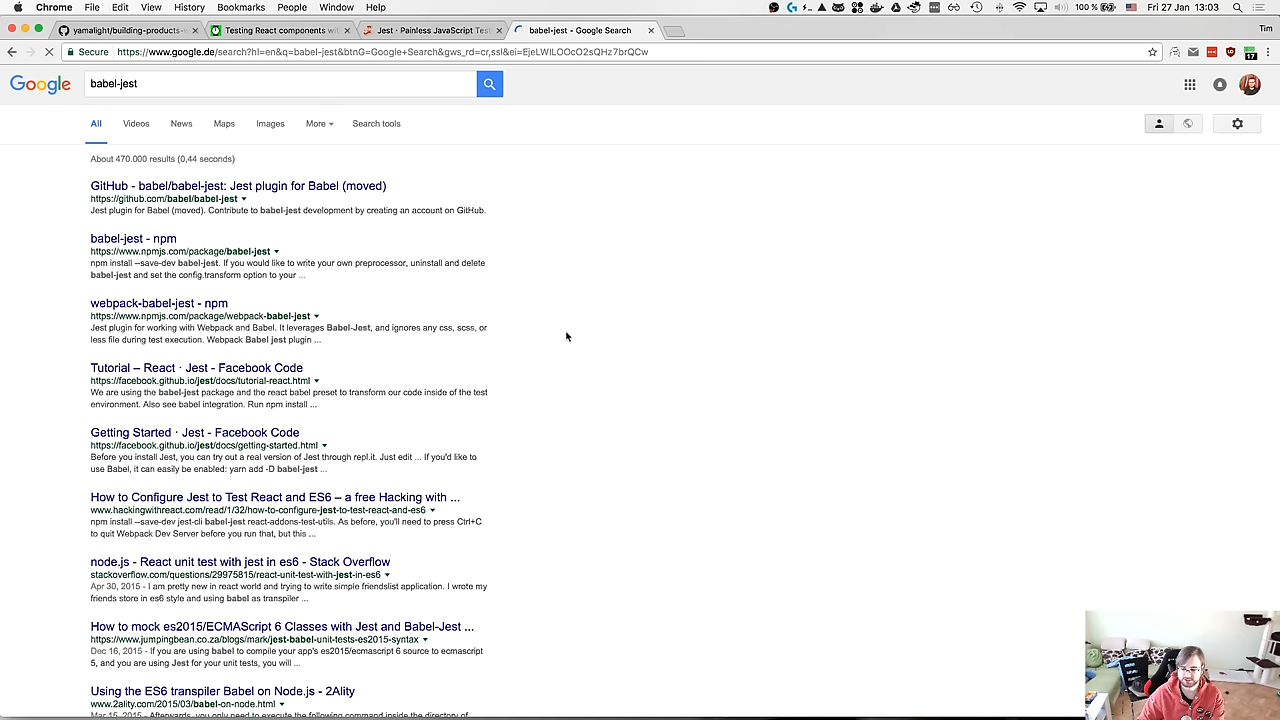 Chrome File Edit View History Bookmarks People Window Help 100 % Fri 27 Jan 13:03
yamalight/building-products- Testing React components wi Jest · Painless JavaScript Tes babel-jest - Google Search Tim
Secure https://www.google.de/search?hl=en&q=babel-jest&btnG=Google+Search&gws_rd=cr,ssl&ei=EjeLWILOOcO2sQHz7brQCw 17
Google babel-jest
All Videos News Maps Images More Search tools
About 470.000 results (0,44 seconds)
GitHub - babel/babel-jest: Jest plugin for Babel (moved)
https://github.com/babel/babel-jest
Jest plugin for Babel (moved). Contribute to babel-jest development by creating an account on GitHub.
babel-jest - npm
https://www.npmjs.com/package/babel-jest
npm install --save-dev babel-jest. If you would like to write your own preprocessor, uninstall and delete
babel-jest and set the config.transform option to your ...
webpack-babel-jest - npm
https://www.npmjs.com/package/webpack-babel-jest
Jest plugin for working with Webpack and Babel. It leverages Babel-Jest, and ignores any css, scss, or
less file during test execution. Webpack Babel jest plugin ...
Tutorial – React · Jest - Facebook Code
https://facebook.github.io/jest/docs/tutorial-react.html
We are using the babel-jest package and the react babel preset to transform our code inside of the test
environment. Also see babel integration. Run npm install ...
Getting Started · Jest - Facebook Code
https://facebook.github.io/jest/docs/getting-started.html
Before you install Jest, you can try out a real version of Jest through repl.it. Just edit ... If you'd like to
use Babel, it can easily be enabled: yarn add -D babel-jest ...
How to Configure Jest to Test React and ES6 – a free Hacking with ...
www.hackingwithreact.com/read/1/32/how-to-configure-jest-to-test-react-and-es6
npm install --save-dev jest-cli babel-jest react-addons-test-utils. As before, you'll need to press Ctrl+C
to quit Webpack Dev Server before you run that, but this ...
node.js - React unit test with jest in es6 - Stack Overflow
stackoverflow.com/questions/29975815/react-unit-test-with-jest-in-es6
Apr 30, 2015 - I am pretty new in react world and trying to write simple friendslist application. I wrote my
friends store in es6 style and using babel as transpiler ...
How to mock es2015/ECMAScript 6 Classes with Jest and Babel-Jest ...
https://www.jumpingbean.co.za/blogs/mark/jest-babel-unit-tests-es2015-syntax
Dec 16, 2015 - If you are using babel to compile your app's es2015/ecmascript 6 source to ecmascript
5, and you are using Jest for your unit tests, you will ...
Using the ES6 transpiler Babel on Node.js - 2Ality
www.2ality.com/2015/03/babel-on-node.html
Mar 15, 2015 - Afterwards, you only need to execute the following command inside the directory of